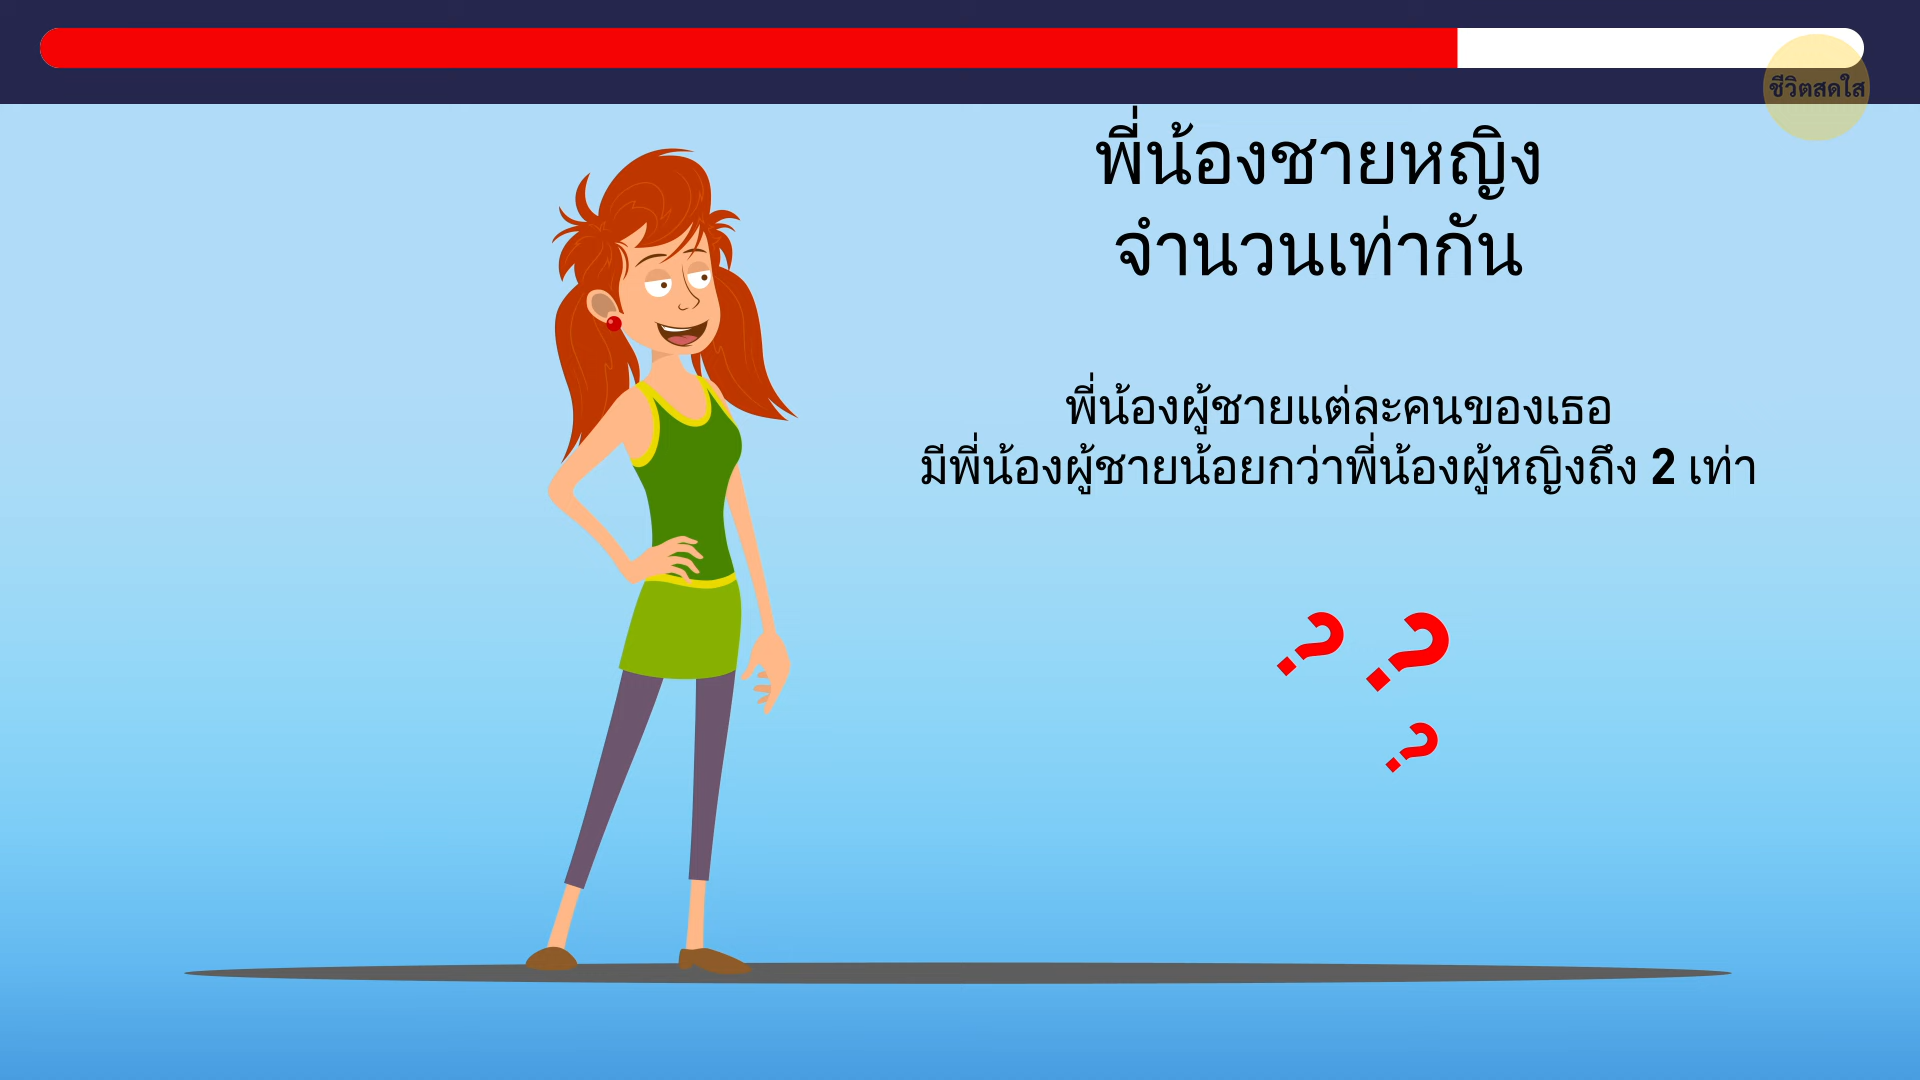 ชีวิตสดใส
พี่น้องชายหญิง
จำนวนเท่ากัน
พี่น้องผู้ชายแต่ละคนของเธอ
มีพี่น้องผู้ชายน้อยกว่าพี่น้องผู้หญิงถึง 2 เท่า
? ?
?